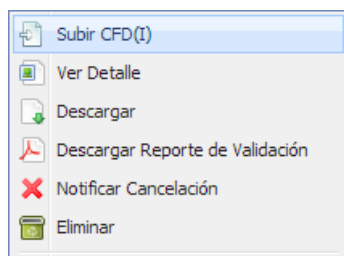 Subir CFD(I)
Ver Detalle
Descargar
Descargar Reporte de Validación
Notificar Cancelación
Eliminar